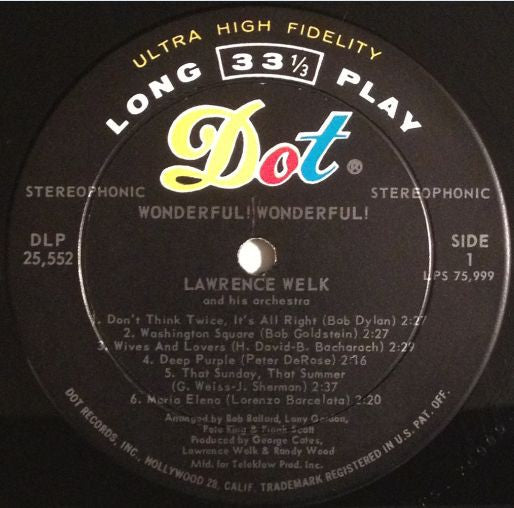 ULTRA HIGH FIDELITY
LONG 33 1/3 PLAY
Dot®
STEREOPHONIC STEREOPHONIC
WONDERFUL! WONDERFUL!
DLP
25,552
SIDE
1
LPS 75,999
LAWRENCE WELK
and his orchestra
1. Don't Think Twice, It's All Right (Bob Dylan) 2:27
2. Washington Square (Bob Goldstein) 2:27
3. Wives And Lovers (H. David-B. Bacharach) 2:29
4. Deep Purple (Peter DeRose) 2:16
5. That Sunday, That Summer
(G. Weiss-J. Sherman) 2:37
6. Maria Elena (Lorenzo Barcelata) 2:20
Arranged by Bob Ballard, Lany Gordon,
Pete King & Frank Scott
Produced by George Cates,
Lawrence Welk & Randy Wood
Mfd. for Teleklew Prod. Inc.
DOT RECORDS, INC., HOLLYWOOD 28, CALIF. TRADEMARK REGISTERED IN U.S. PAT. OFF.